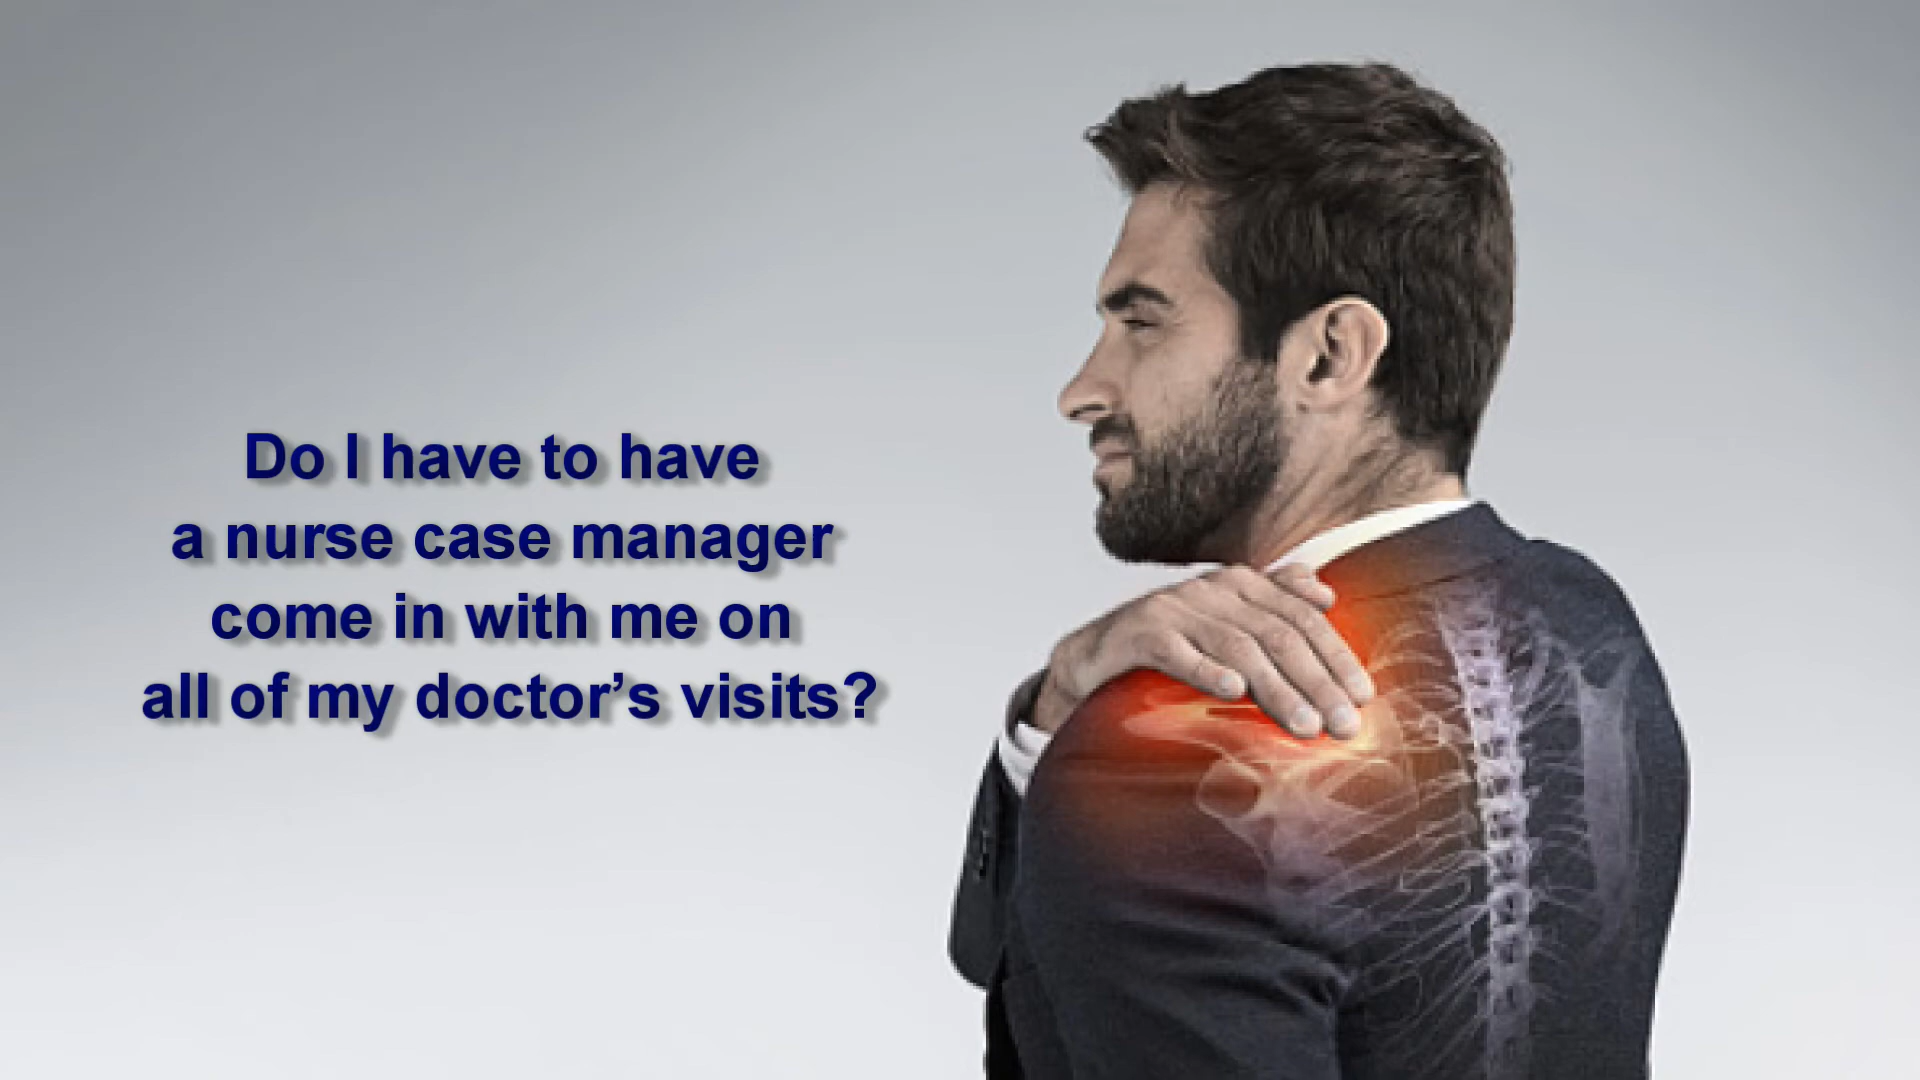 Do I have to have
a nurse case manager
come in with me on
all of my doctor’s visits?